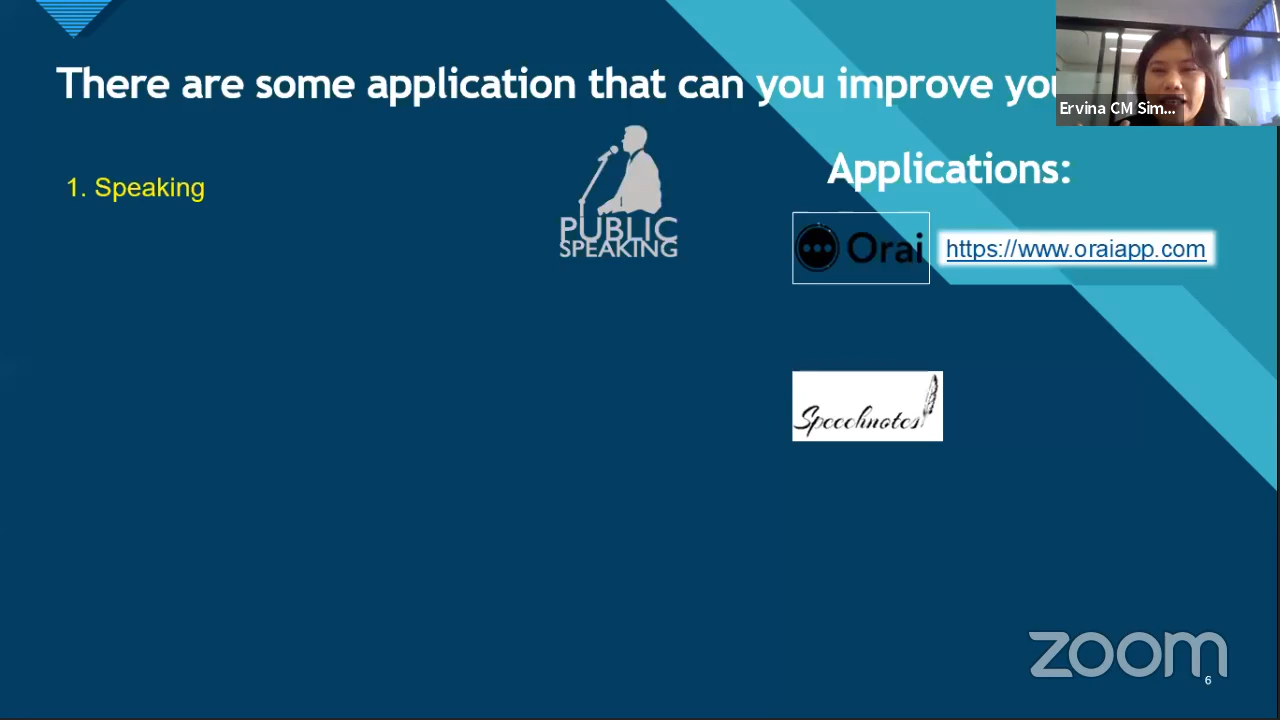 There are some application that can you improve you
Ervina CM Sim...
1. Speaking
PUBLIC
SPEAKING
Applications:
Orai
https://www.oraiapp.com
Speechnotes
zoom
6